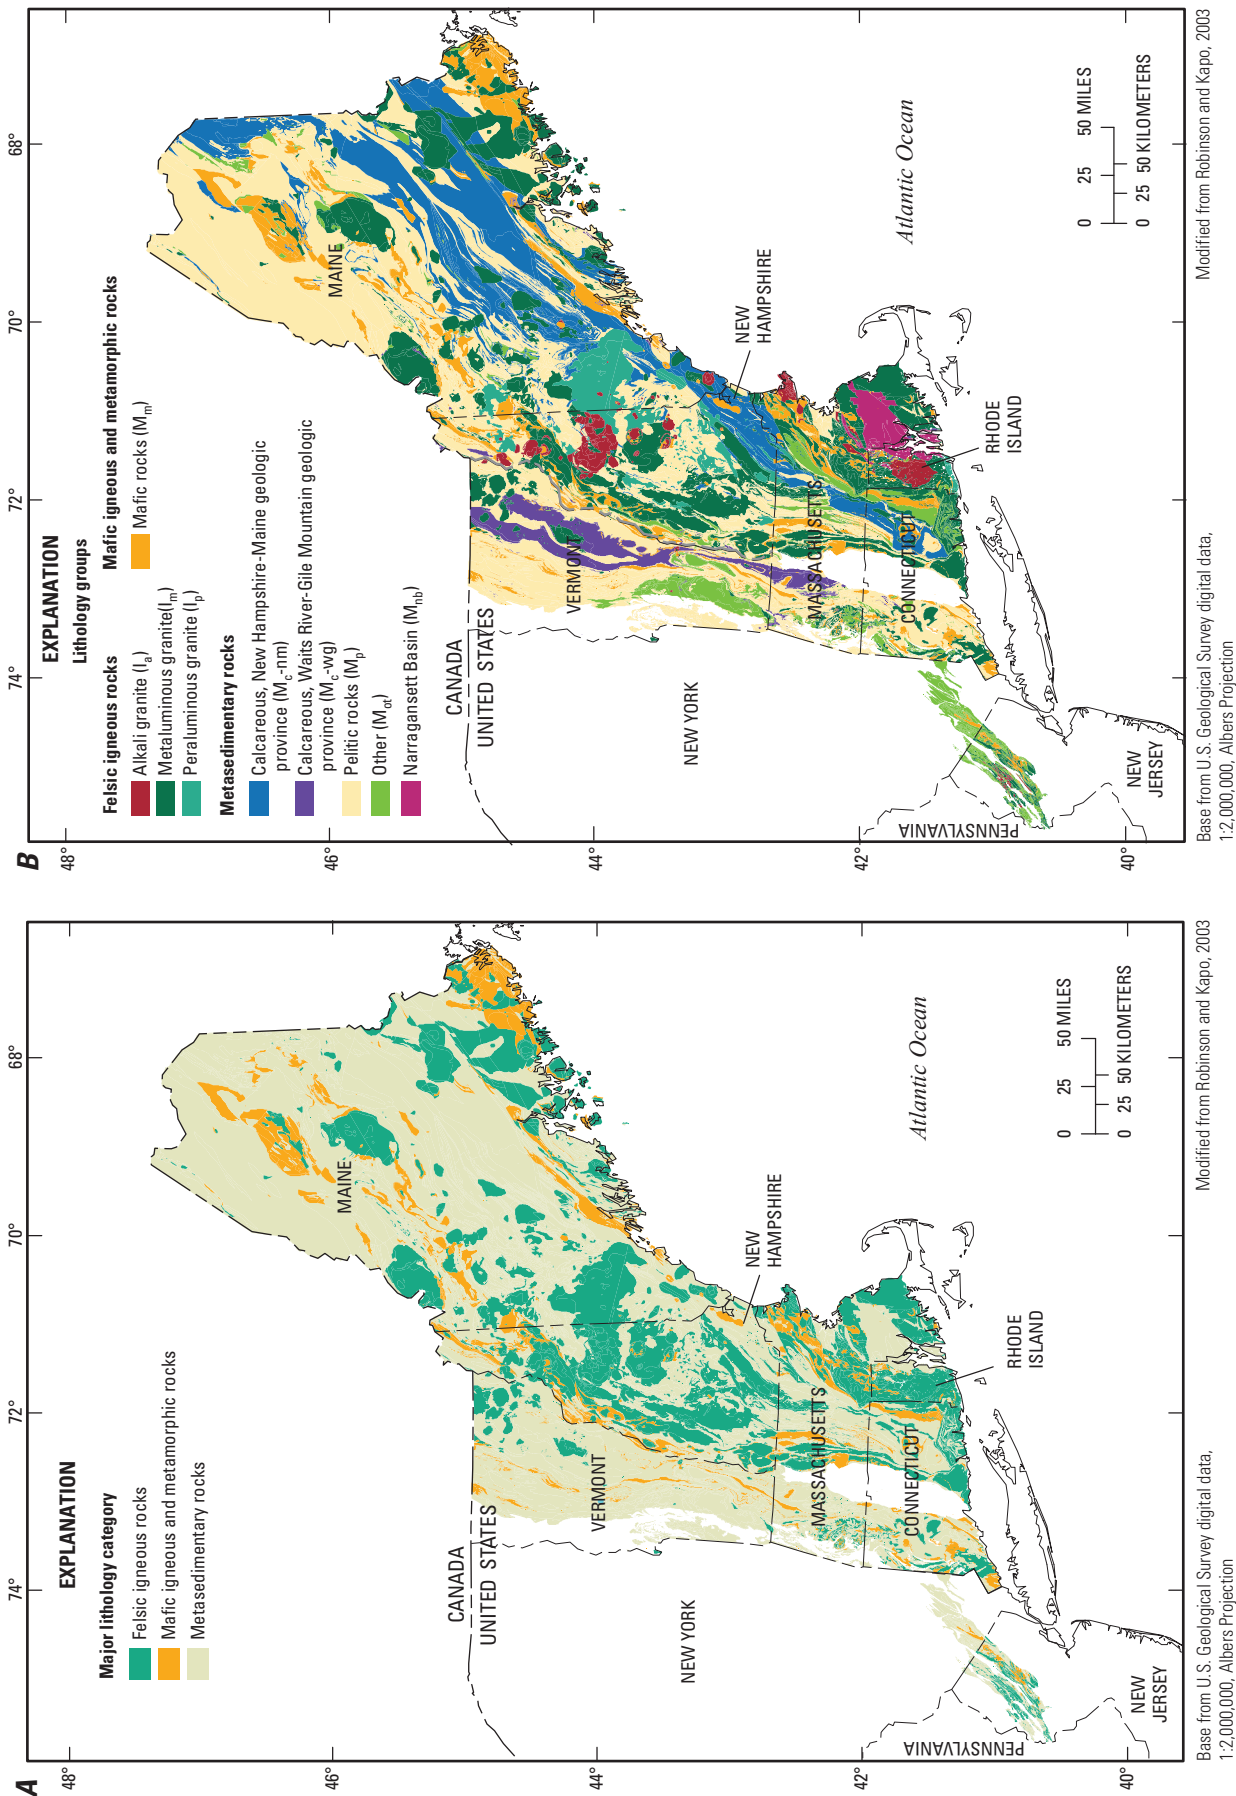 A
EXPLANATION
Major lithology category
Felsic igneous rocks
Mafic igneous and metamorphic rocks
Metasedimentary rocks
48°
46°
44°
42°
40°
74°
72°
70°
68°
CANADA
UNITED STATES
MAINE
VERMONT
NEW YORK
NEW
HAMPSHIRE
MASSACHUSETTS
CONNECTICUT
RHODE
ISLAND
PENNSYLVANIA
NEW
JERSEY
Atlantic Ocean
0 25 50 MILES
0 25 50 KILOMETERS
Base from U.S. Geological Survey digital data,
1:2,000,000, Albers Projection
Modified from Robinson and Kapo, 2003
B
EXPLANATION
Lithology groups
Felsic igneous rocks
Alkali granite (Ia)
Metaluminous granite(Im)
Peraluminous granite (Ip)
Metasedimentary rocks
Calcareous, New Hampshire-Maine geologic
province (Mc-nm)
Calcareous, Waits River-Gile Mountain geologic
province (Mc-wg)
Pelitic rocks (Mp)
Other (Mot)
Narragansett Basin (Mnb)
Mafic igneous and metamorphic rocks
Mafic rocks (Mm)
48°
46°
44°
42°
40°
74°
72°
70°
68°
CANADA
UNITED STATES
MAINE
VERMONT
NEW YORK
NEW
HAMPSHIRE
MASSACHUSETTS
CONNECTICUT
RHODE
ISLAND
PENNSYLVANIA
NEW
JERSEY
Atlantic Ocean
0 25 50 MILES
0 25 50 KILOMETERS
Base from U.S. Geological Survey digital data,
1:2,000,000, Albers Projection
Modified from Robinson and Kapo, 2003